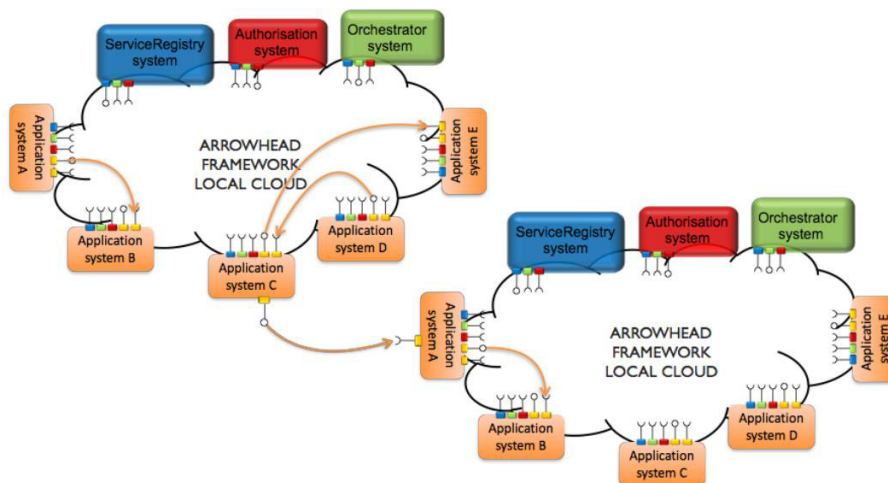 ServiceRegistry
system
Authorisation
system
Orchestrator
system
Application
system A
ARROWHEAD
FRAMEWORK
LOCAL CLOUD
Application
system E
Application
system B
Application
system C
Application
system D
ServiceRegistry
system
Authorisation
system
Orchestrator
system
Application
system A
ARROWHEAD
FRAMEWORK
LOCAL CLOUD
Application
system E
Application
system B
Application
system C
Application
system D